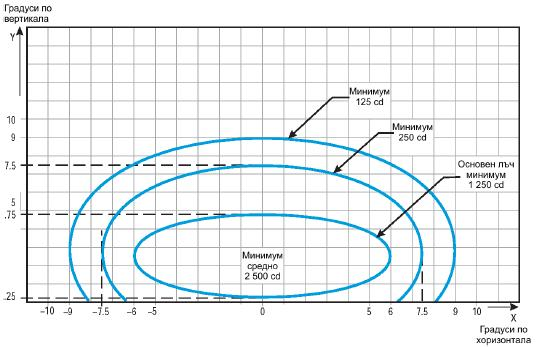 Градуси по
вертикала
Y
10
9
7.5
5
.75
.25
Минимум
125 cd
Минимум
250 cd
Основен лъч
минимум
1 250 cd
Минимум
средно
2 500 cd
−10 −9 −7.5 −6 −5 0 5 6 7.5 9 10 X
Градуси по
хоризонтала